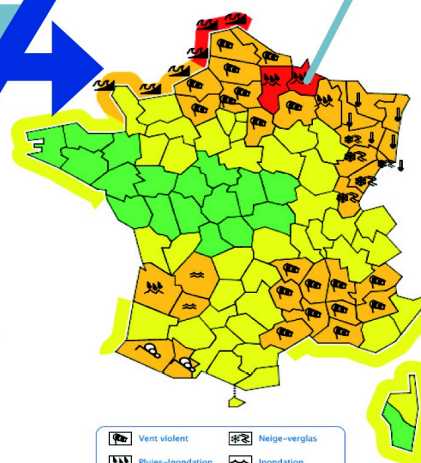 A
Vent violent
Neige-verglas
Pluies-Inondation
Inondation